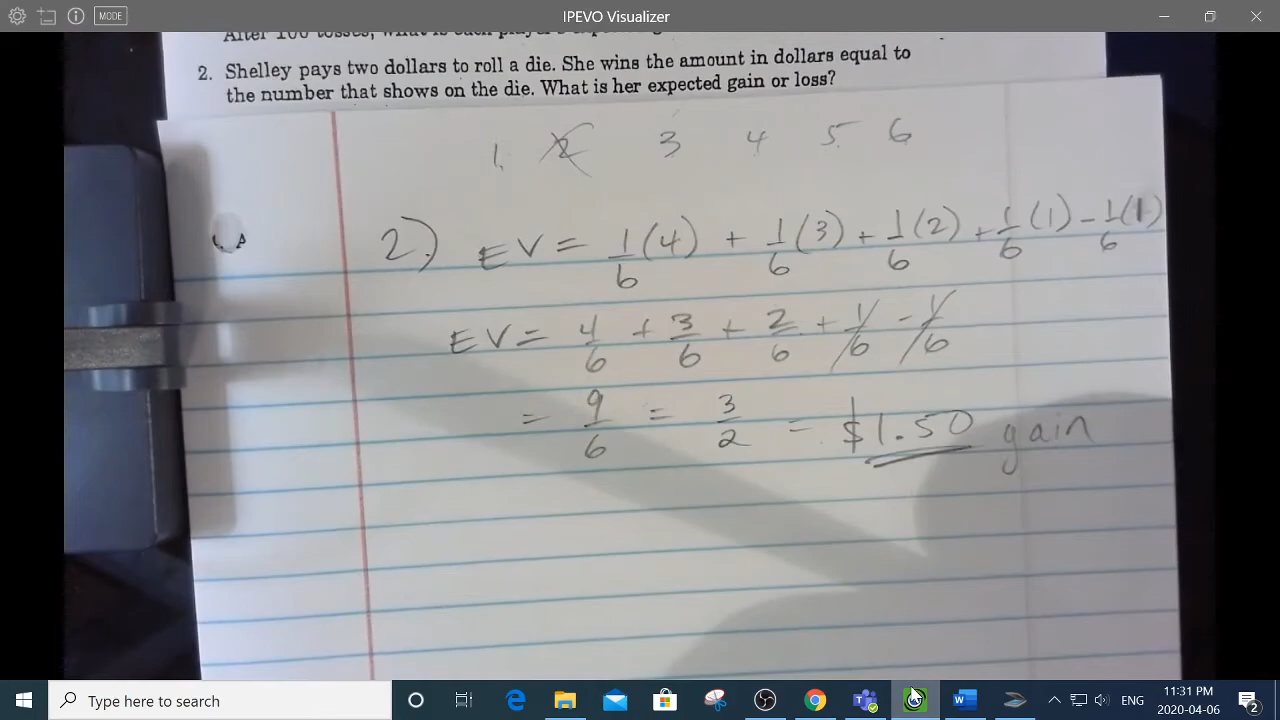 IPEVO Visualizer
MODE
2. Shelley pays two dollars to roll a die. She wins the amount in dollars equal to
the number that shows on the die. What is her expected gain or loss?
1 2 3 4 5 6
2.) EV = 1/6 (4) + 1/6 (3) + 1/6 (2) + 1/6 (1) - 1/6 (1)
EV = 4/6 + 3/6 + 2/6 + 1/6 - 1/6
= 9/6 = 3/2 = $1.50 gain
Type here to search
ENG
11:31 PM
2020-04-06
2